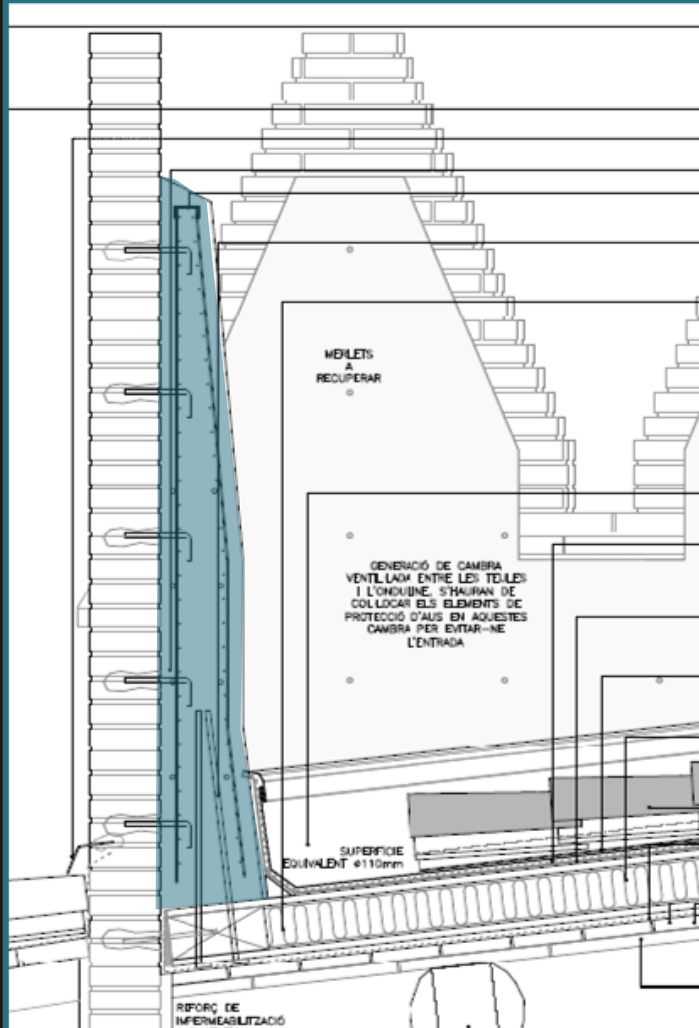 MERLETS
A
RECUPERAR
GENERACIÓ DE CAMBRA
VENTIL·LADA ENTRE LES TEULES
I L'ONDULINE, S'HAURAN DE
COL·LOCAR ELS ELEMENTS DE
PROTECCIÓ D'AUS EN AQUESTES
CAMBRA PER EVITAR-NE
L'ENTRADA
SUPERFICIE
EQUIVALENT Ø110mm
REFORÇ DE
IMPERMEABILITZACIÓ